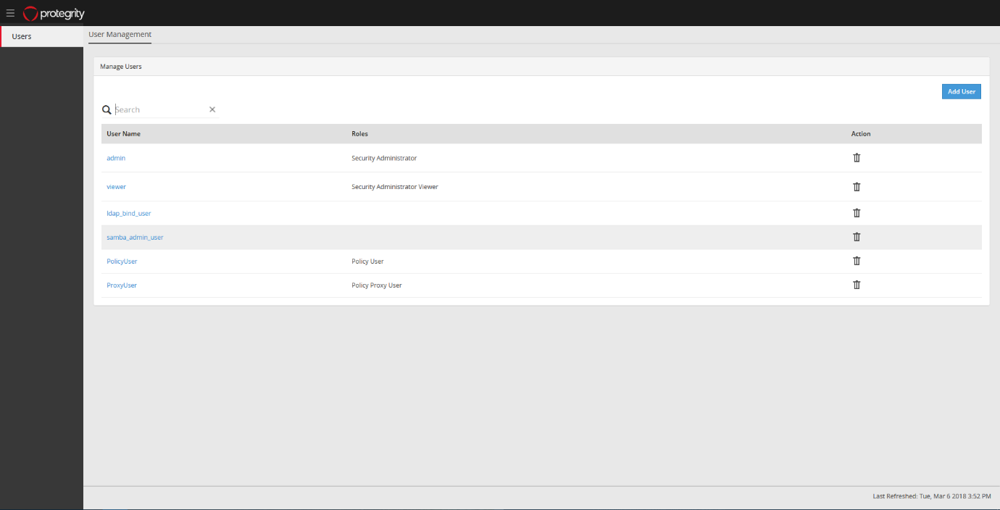 protegrity
Users
User Management
Manage Users
Add User
Search
User Name Roles Action
admin Security Administrator
viewer Security Administrator Viewer
ldap_bind_user
samba_admin_user
PolicyUser Policy User
ProxyUser Policy Proxy User
Last Refreshed: Tue, Mar 6 2018 3:52 PM